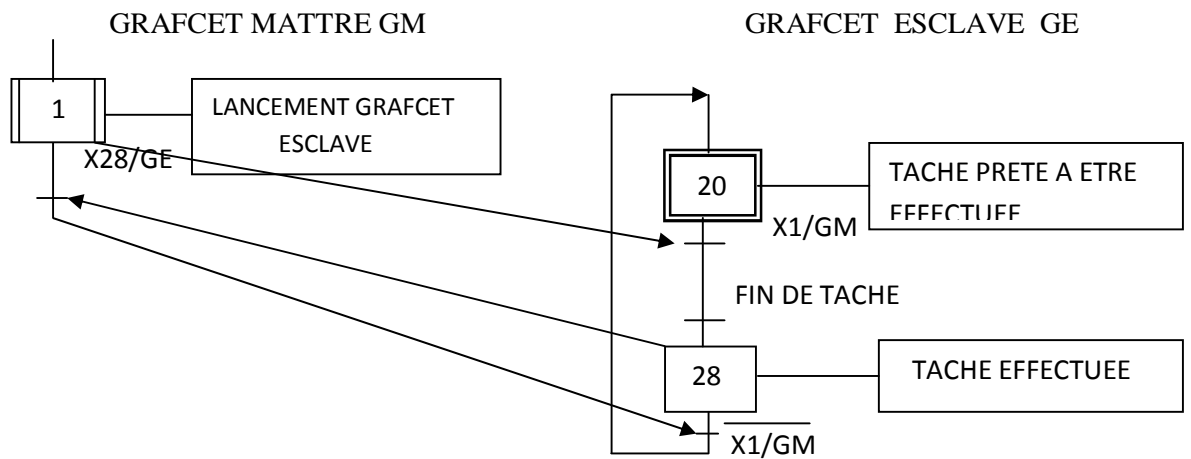 GRAFCET MATTRE GM
GRAFCET ESCLAVE GE
1
LANCEMENT GRAFCET
ESCLAVE
X28/GE
20
TACHE PRETE A ETRE
EFFECTUEE
X1/GM
FIN DE TACHE
28
TACHE EFFECTUEE
X1/GM